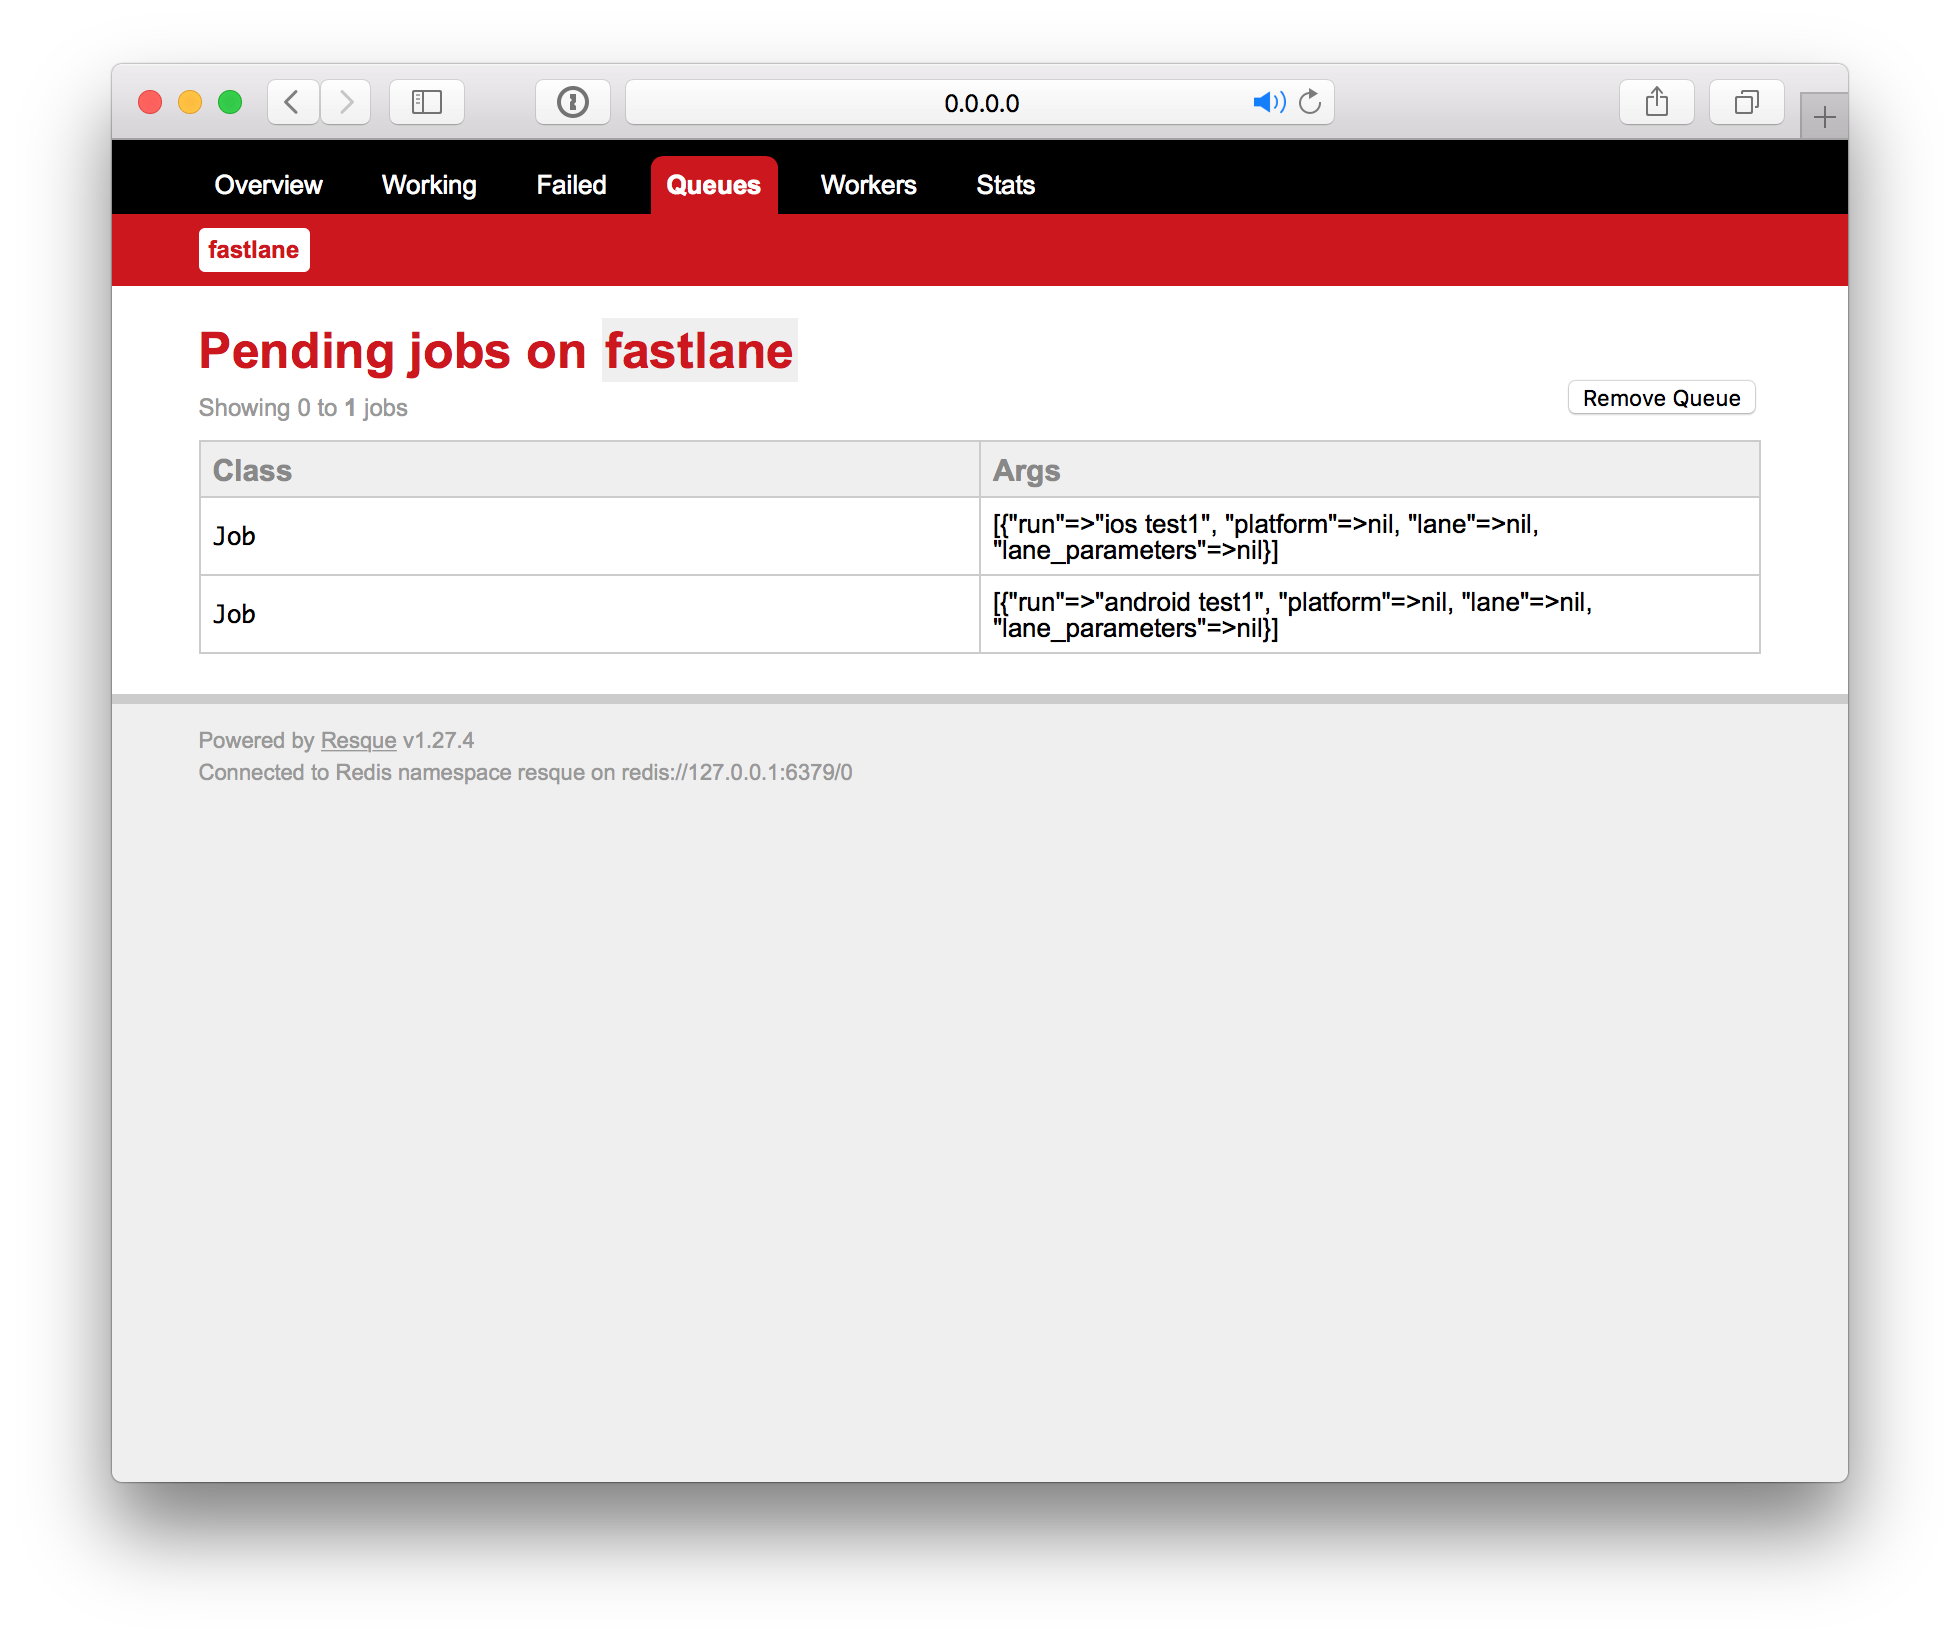 0.0.0.0
Overview Working Failed Queues Workers Stats
fastlane
Pending jobs on fastlane
Showing 0 to 1 jobs
Remove Queue
Class Args
Job [{"run"=>"ios test1", "platform"=>nil, "lane"=>nil,
"lane_parameters"=>nil}]
Job [{"run"=>"android test1", "platform"=>nil, "lane"=>nil,
"lane_parameters"=>nil}]
Powered by Resque v1.27.4
Connected to Redis namespace resque on redis://127.0.0.1:6379/0